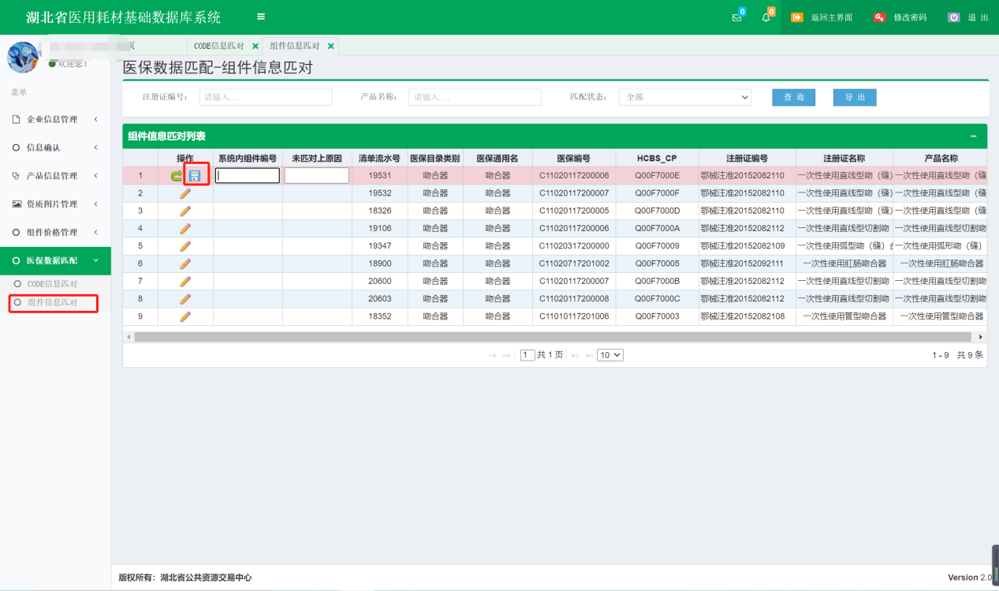 湖北省医用耗材基础数据库系统 0 0 返回主界面 修改密码 退 出
页 CODE信息匹对 组件信息匹对
欢迎您!
医保数据匹配-组件信息匹对
菜单
注册证编号: 请输入... 产品名称: 请输入... 匹配状态: 全部 查 询 导 出
企业信息管理
信息确认
产品信息管理
资质图片管理
组件价格管理
医保数据匹配
CODE信息匹对
组件信息匹对
组件信息匹对列表
操作 系统内组件编号 未匹对上原因 清单流水号 医保目录类别 医保通用名 医保编号 HCBS_CP 注册证编号 注册证名称 产品名称
1 19531 吻合器 吻合器 C11020117200006 Q00F7000E 鄂械注准20152082110 一次性使用直线型吻（缝） 一次性使用直线型吻（缝
2 19532 吻合器 吻合器 C11020117200007 Q00F7000F 鄂械注准20152082110 一次性使用直线型吻（缝） 一次性使用直线型吻（缝
3 18326 吻合器 吻合器 C11020117200005 Q00F7000D 鄂械注准20152082110 一次性使用直线型吻（缝） 一次性使用直线型吻（缝
4 19106 吻合器 吻合器 C11020117200006 Q00F7000A 鄂械注准20152082112 一次性使用直线型切割吻 一次性使用直线型切割吻
5 19347 吻合器 吻合器 C11020317200000 Q00F70009 鄂械注准20152082109 一次性使用弧型吻（缝） 一次性使用弧形吻（缝）
6 18900 吻合器 吻合器 C11020717201002 Q00F70005 鄂械注准20152092111 一次性使用肛肠吻合器 一次性使用肛肠吻合器
7 20600 吻合器 吻合器 C11020117200007 Q00F7000B 鄂械注准20152082112 一次性使用直线型切割吻 一次性使用直线型切割吻
8 20603 吻合器 吻合器 C11020117200008 Q00F7000C 鄂械注准20152082112 一次性使用直线型切割吻 一次性使用直线型切割吻
9 18352 吻合器 吻合器 C11010117201006 Q00F70003 鄂械注准20152082108 一次性使用管型吻合器 一次性使用管型吻合器
1 共 1 页 10 1 - 9 共 9 条
版权所有: 湖北省公共资源交易中心 Version 2.0